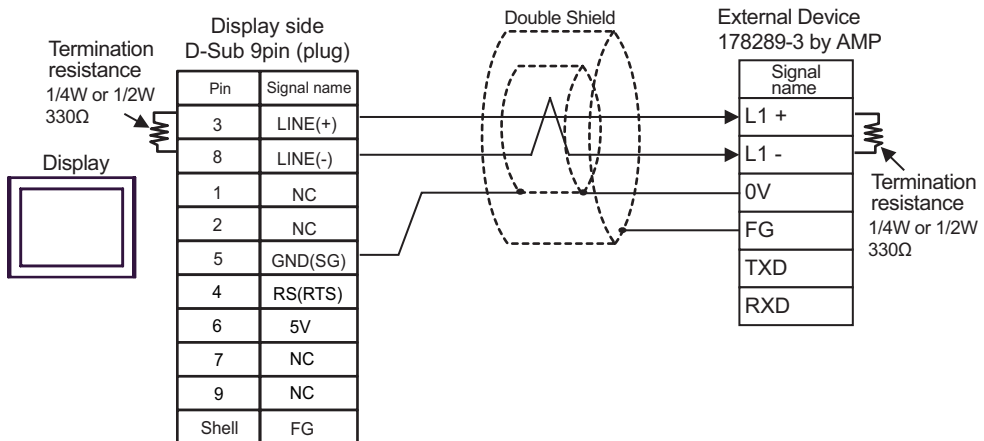 Double Shield
External Device
178289-3 by AMP
Display side
D-Sub 9pin (plug)
Termination
resistance
1/4W or 1/2W
330Ω
Display
Pin Signal name
3 LINE(+)
8 LINE(-)
1 NC
2 NC
5 GND(SG)
4 RS(RTS)
6 5V
7 NC
9 NC
Shell FG
Signal
name
L1 +
L1 -
0V
FG
TXD
RXD
Termination
resistance
1/4W or 1/2W
330Ω